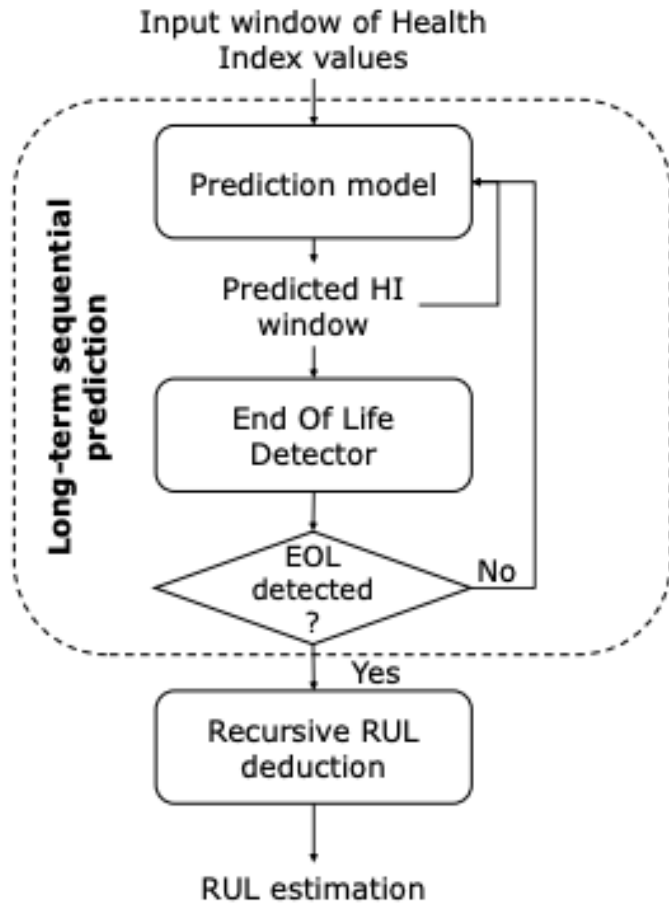 Input window of Health
Index values
Prediction model
Predicted HI
window
Long-term sequential
prediction
End Of Life
Detector
EOL
detected
?
No
Yes
Recursive RUL
deduction
RUL estimation